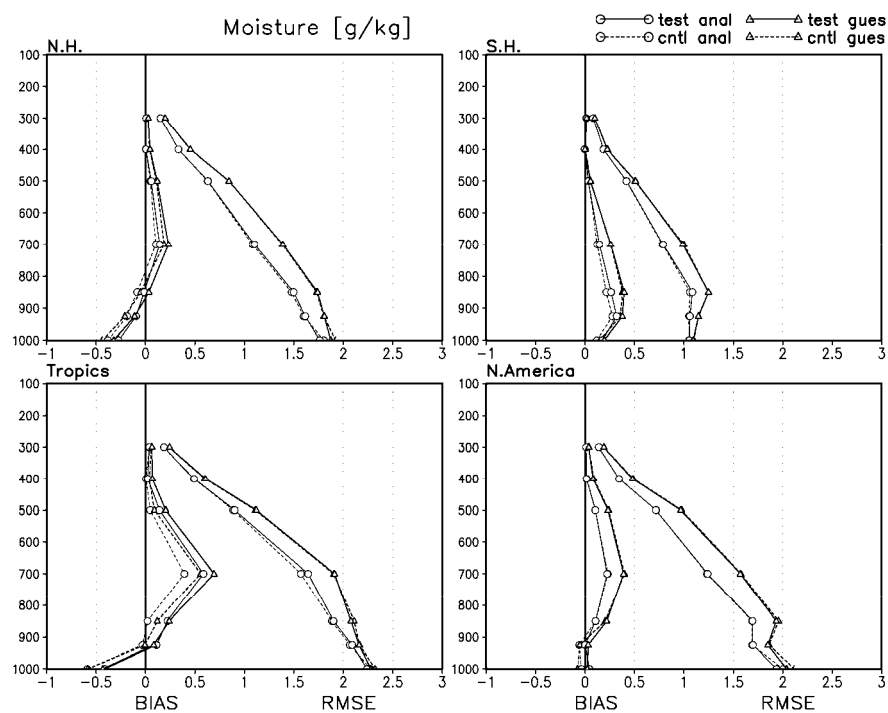 Moisture [g/kg]
test anal test gues
cntl anal cntl gues
N.H. S.H.
100 100
200 200
300 300
400 400
500 500
600 600
700 700
800 800
900 900
1000 1000
-1 -0.5 0 0.5 1 1.5 2 2.5 3 -1 -0.5 0 0.5 1 1.5 2 2.5 3
Tropics N.America
100 100
200 200
300 300
400 400
500 500
600 600
700 700
800 800
900 900
1000 1000
-1 -0.5 0 0.5 1 1.5 2 2.5 3 -1 -0.5 0 0.5 1 1.5 2 2.5 3
BIAS RMSE BIAS RMSE